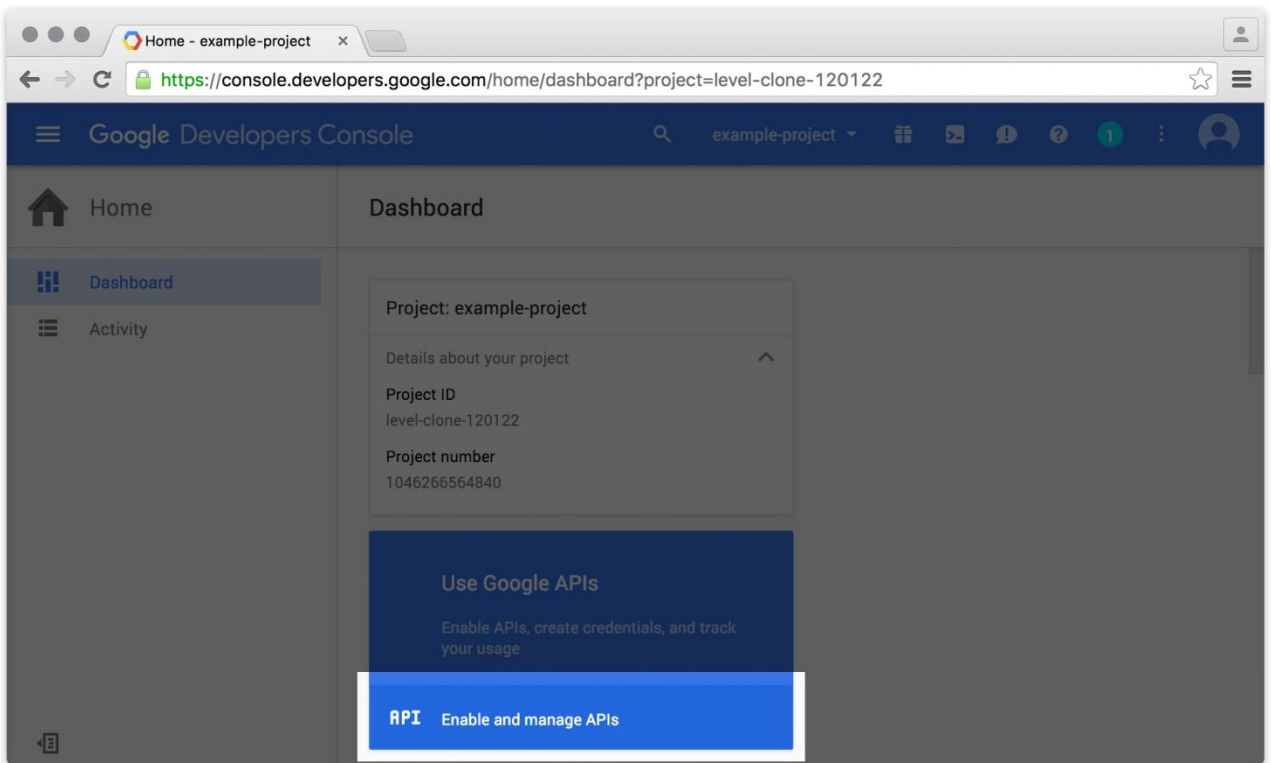 Home - example-project
https://console.developers.google.com/home/dashboard?project=level-clone-120122
Google Developers Console
example-project
1
Home
Dashboard
Dashboard
Activity
Project: example-project
Details about your project
Project ID
level-clone-120122
Project number
1046266564840
Use Google APIs
Enable APIs, create credentials, and track
your usage
API Enable and manage APIs